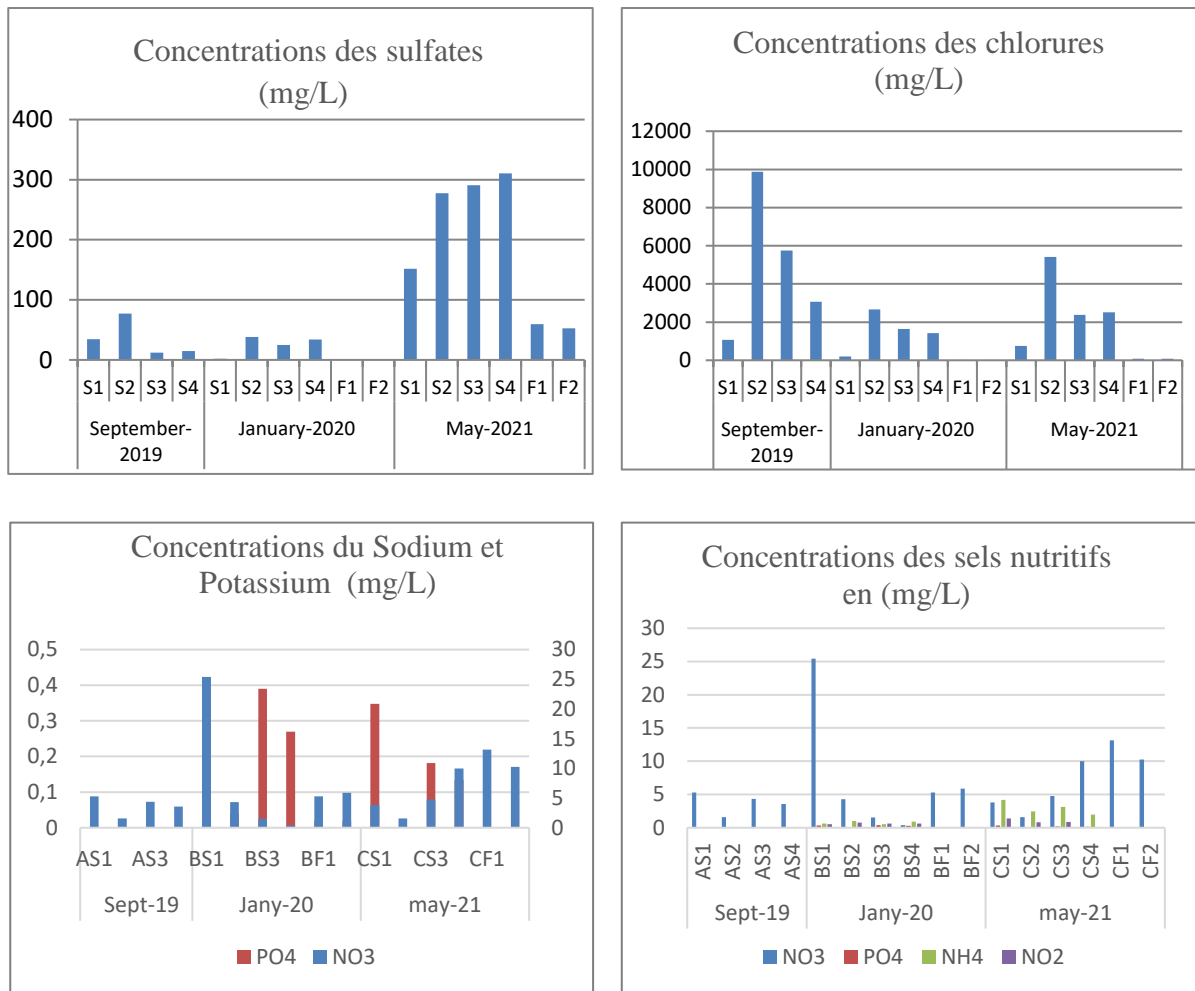 Concentrations des sulfates
(mg/L)
400
300
200
100
0
S1 S2 S3 S4 S1 S2 S3 S4 F1 F2 S1 S2 S3 S4 F1 F2
September-
2019
January-2020
May-2021
Concentrations des chlorures
(mg/L)
12000
10000
8000
6000
4000
2000
0
S1 S2 S3 S4 S1 S2 S3 S4 F1 F2 S1 S2 S3 S4 F1 F2
September-
2019
January-2020
May-2021
Concentrations du Sodium et
Potassium (mg/L)
0,5
0,4
0,3
0,2
0,1
0
30
25
20
15
10
5
0
AS1 AS3 BS1 BS3 BF1 CS1 CS3 CF1
Sept-19 Jany-20 may-21
PO4 NO3
Concentrations des sels nutritifs
en (mg/L)
30
25
20
15
10
5
0
AS1 AS2 AS3 AS4 BS1 BS2 BS3 BS4 BF1 BF2 CS1 CS2 CS3 CS4 CF1 CF2
Sept-19 Jany-20 may-21
NO3 PO4 NH4 NO2